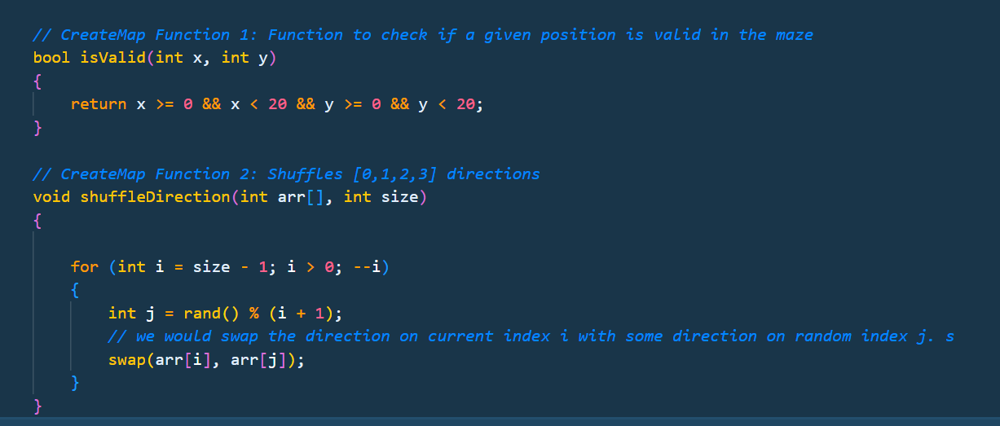 // CreateMap Function 1: Function to check if a given position is valid in the maze
bool isValid(int x, int y)
{
    return x >= 0 && x < 20 && y >= 0 && y < 20;
}

// CreateMap Function 2: Shuffles [0,1,2,3] directions
void shuffleDirection(int arr[], int size)
{

    for (int i = size - 1; i > 0; --i)
    {
        int j = rand() % (i + 1);
        // we would swap the direction on current index i with some direction on random index j. s
        swap(arr[i], arr[j]);
    }
}